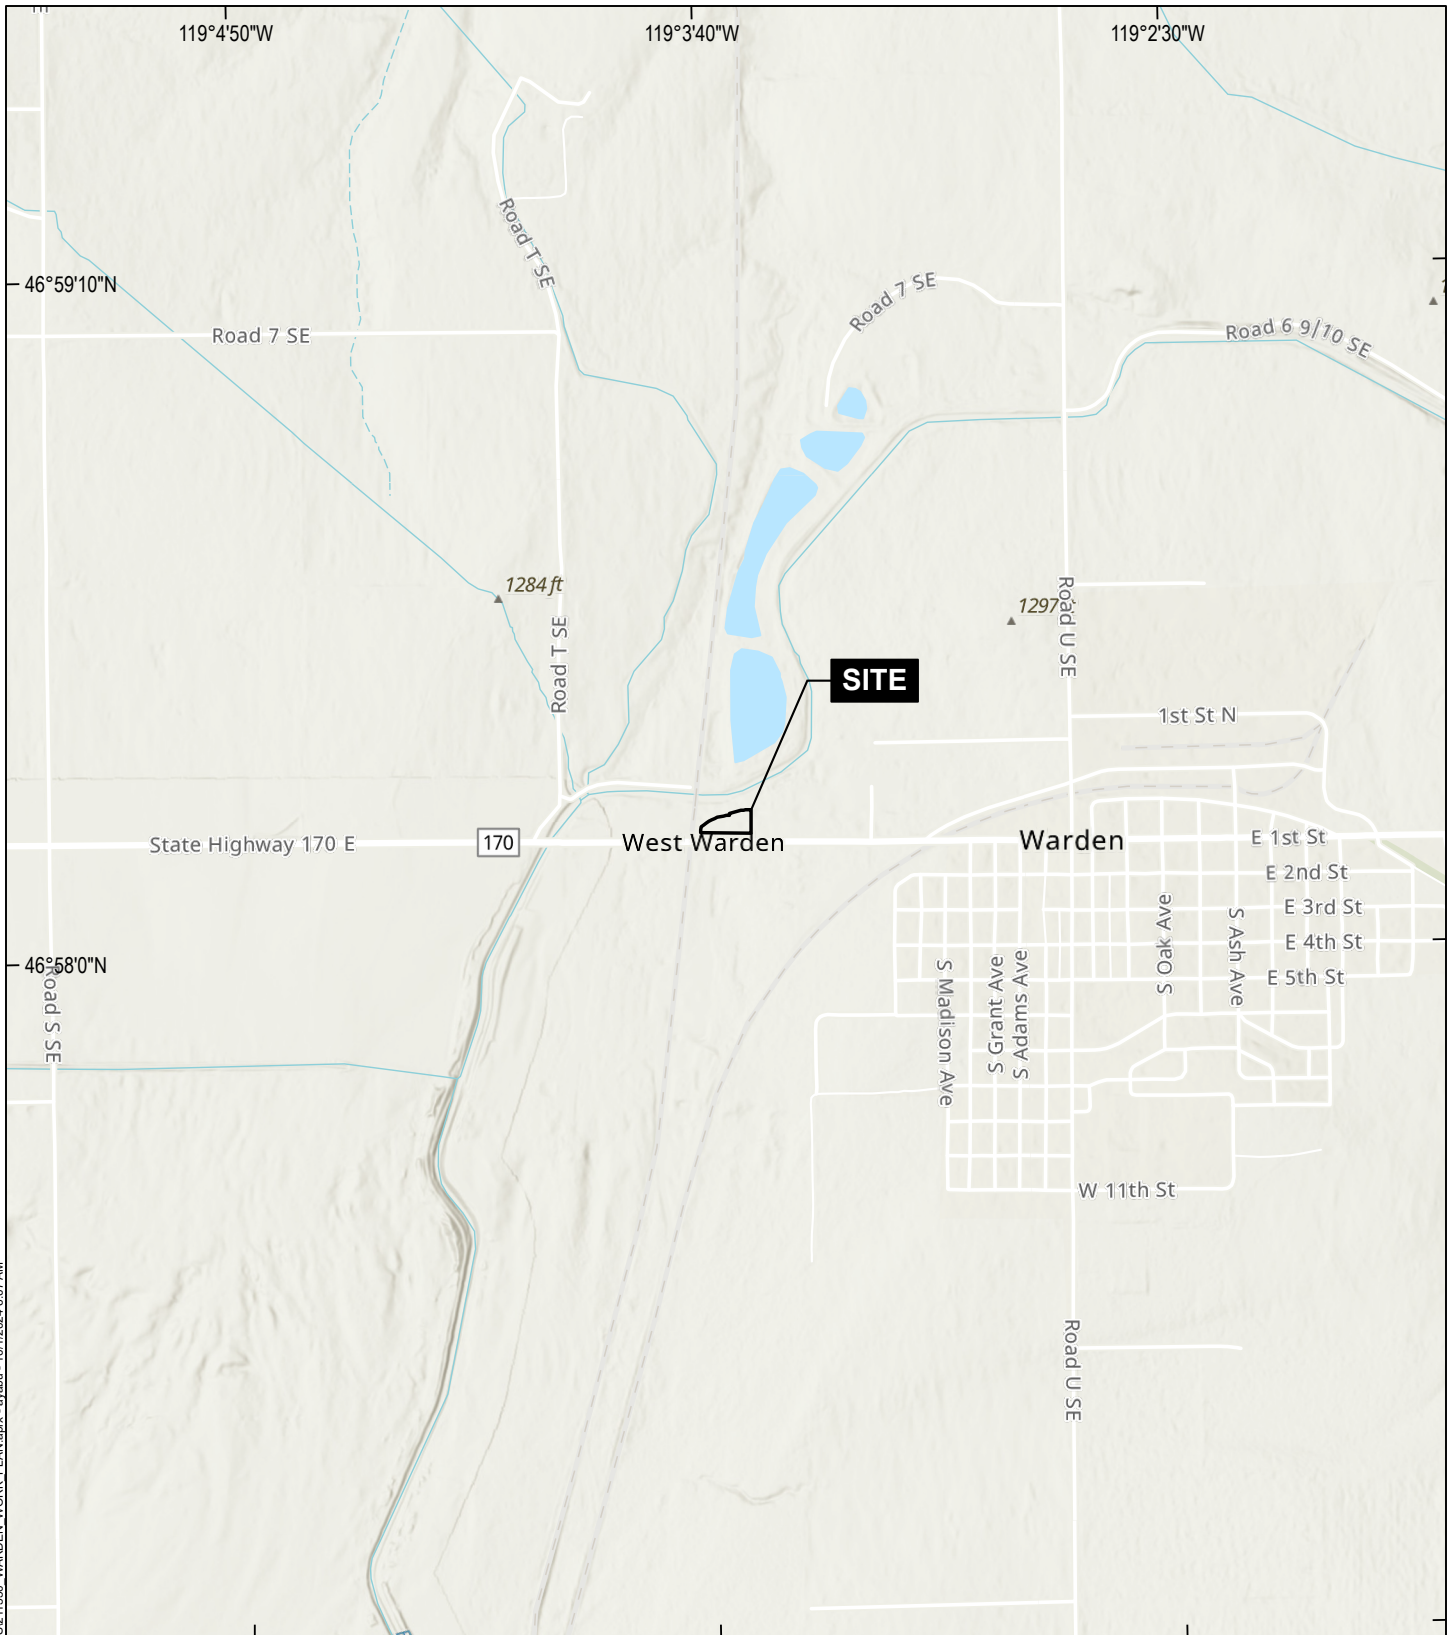 119°4'50"W
119°3'40"W
119°2'30"W
Road T SE
46°59'10"N
Road 7 SE
Road 7 SE
Road 6 9/10 SE
1284 ft
1297
Road T SE
Road U SE
SITE
1st St N
State Highway 170 E
170
West Warden
Warden
E 1st St
E 2nd St
E 3rd St
E 4th St
E 5th St
S Oak Ave
S Ash Ave
S Madison Ave
S Grant Ave
S Adams Ave
46°58'0"N
Road S SE
W 11th St
Road U SE